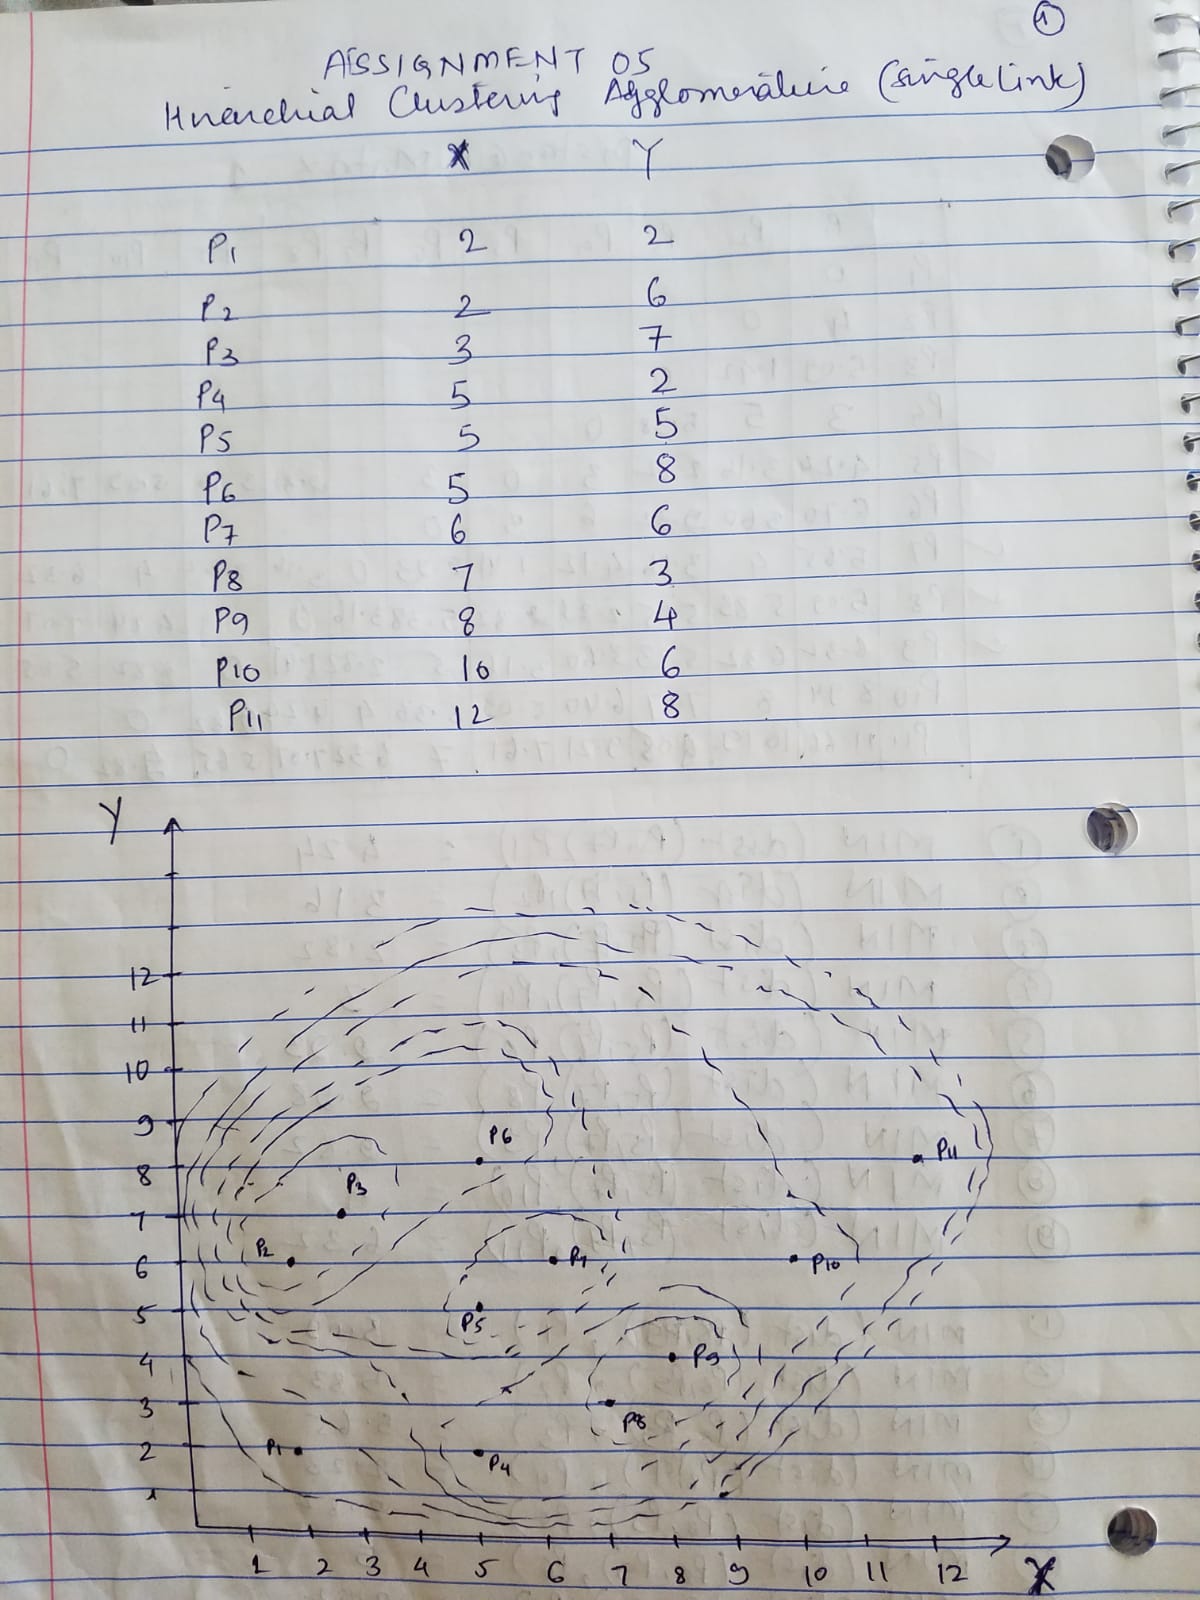 1
ASSIGNMENT 05
Hierarchial Clustering Agglomerative (single Link)
X Y
P1 2 2
P2 2 6
P3 3 7
P4 5 2
P5 5 5
P6 5 8
P7 6 6
P8 7 3
P9 8 4
P10 10 6
P11 12 8
Y
12
11
10
9
P6
P11
8
P3
7
P2
P7
P10
6
5
P5
4
P9
3
P8
2
P1
P4
1
1 2 3 4 5 6 7 8 9 10 11 12 X